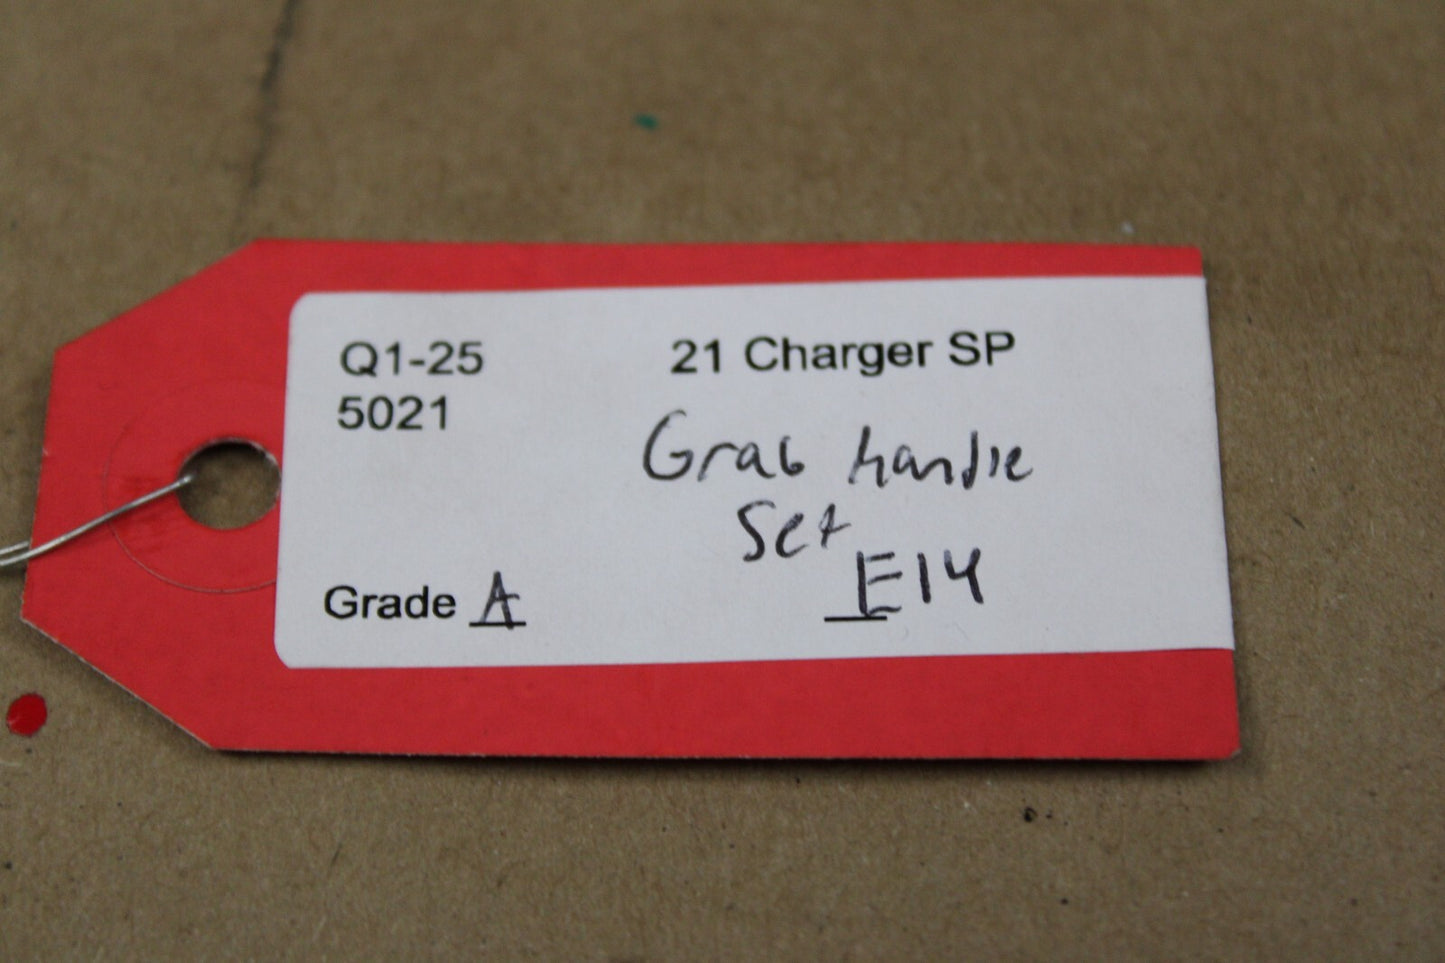 Q1-25 21 Charger SP
5021
Grab handle
Set
Grade A E14